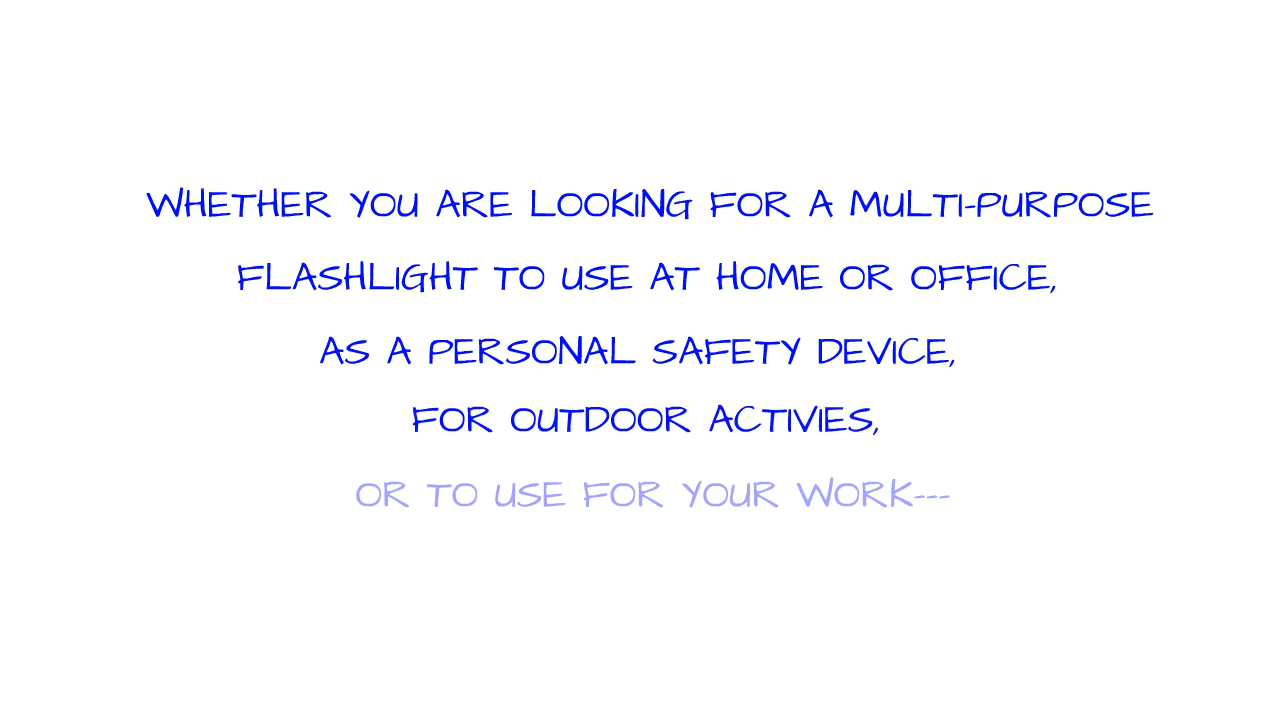 WHETHER YOU ARE LOOKING FOR A MULTI-PURPOSE
FLASHLIGHT TO USE AT HOME OR OFFICE,
AS A PERSONAL SAFETY DEVICE,
FOR OUTDOOR ACTIVIES,
OR TO USE FOR YOUR WORK---